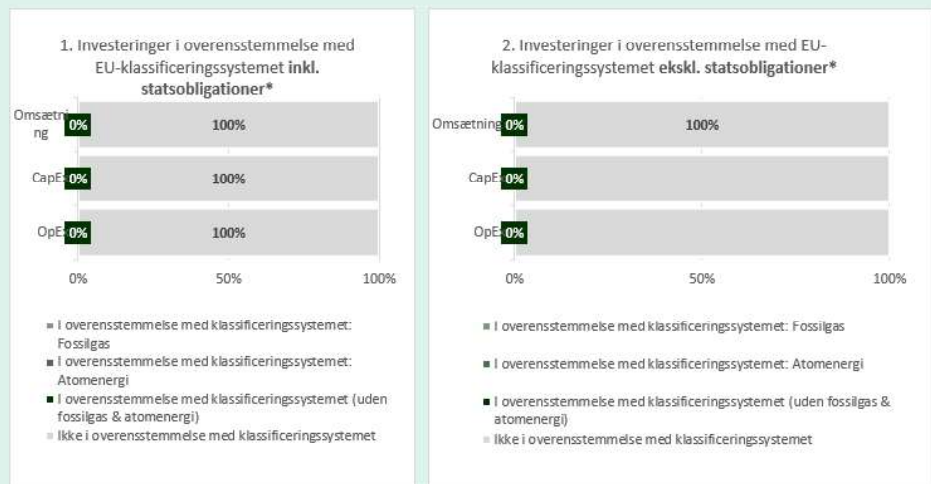 1. Investeringer i overensstemmelse med
EU-klassificeringssystemet inkl.
statsobligationer*
Omsætni
ng
0%
100%
CapEx
0%
100%
OpEx
0%
100%
0%
50%
100%
I overensstemmelse med klassificeringssystemet:
Fossilgas
I overensstemmelse med klassificeringssystemet:
Atomenergi
I overensstemmelse med klassificeringssystemet (uden
fossilgas & atomenergi)
Ikke i overensstemmelse med klassificeringssystemet
2. Investeringer i overensstemmelse med EU-
klassificeringssystemet ekskl. statsobligationer*
Omsætning
0%
100%
CapEx
0%
OpEx
0%
0%
50%
100%
I overensstemmelse med klassificeringssystemet: Fossilgas
I overensstemmelse med klassificeringssystemet: Atomenergi
I overensstemmelse med klassificeringssystemet (uden fossilgas &
atomenergi)
Ikke i overensstemmelse med klassificeringssystemet